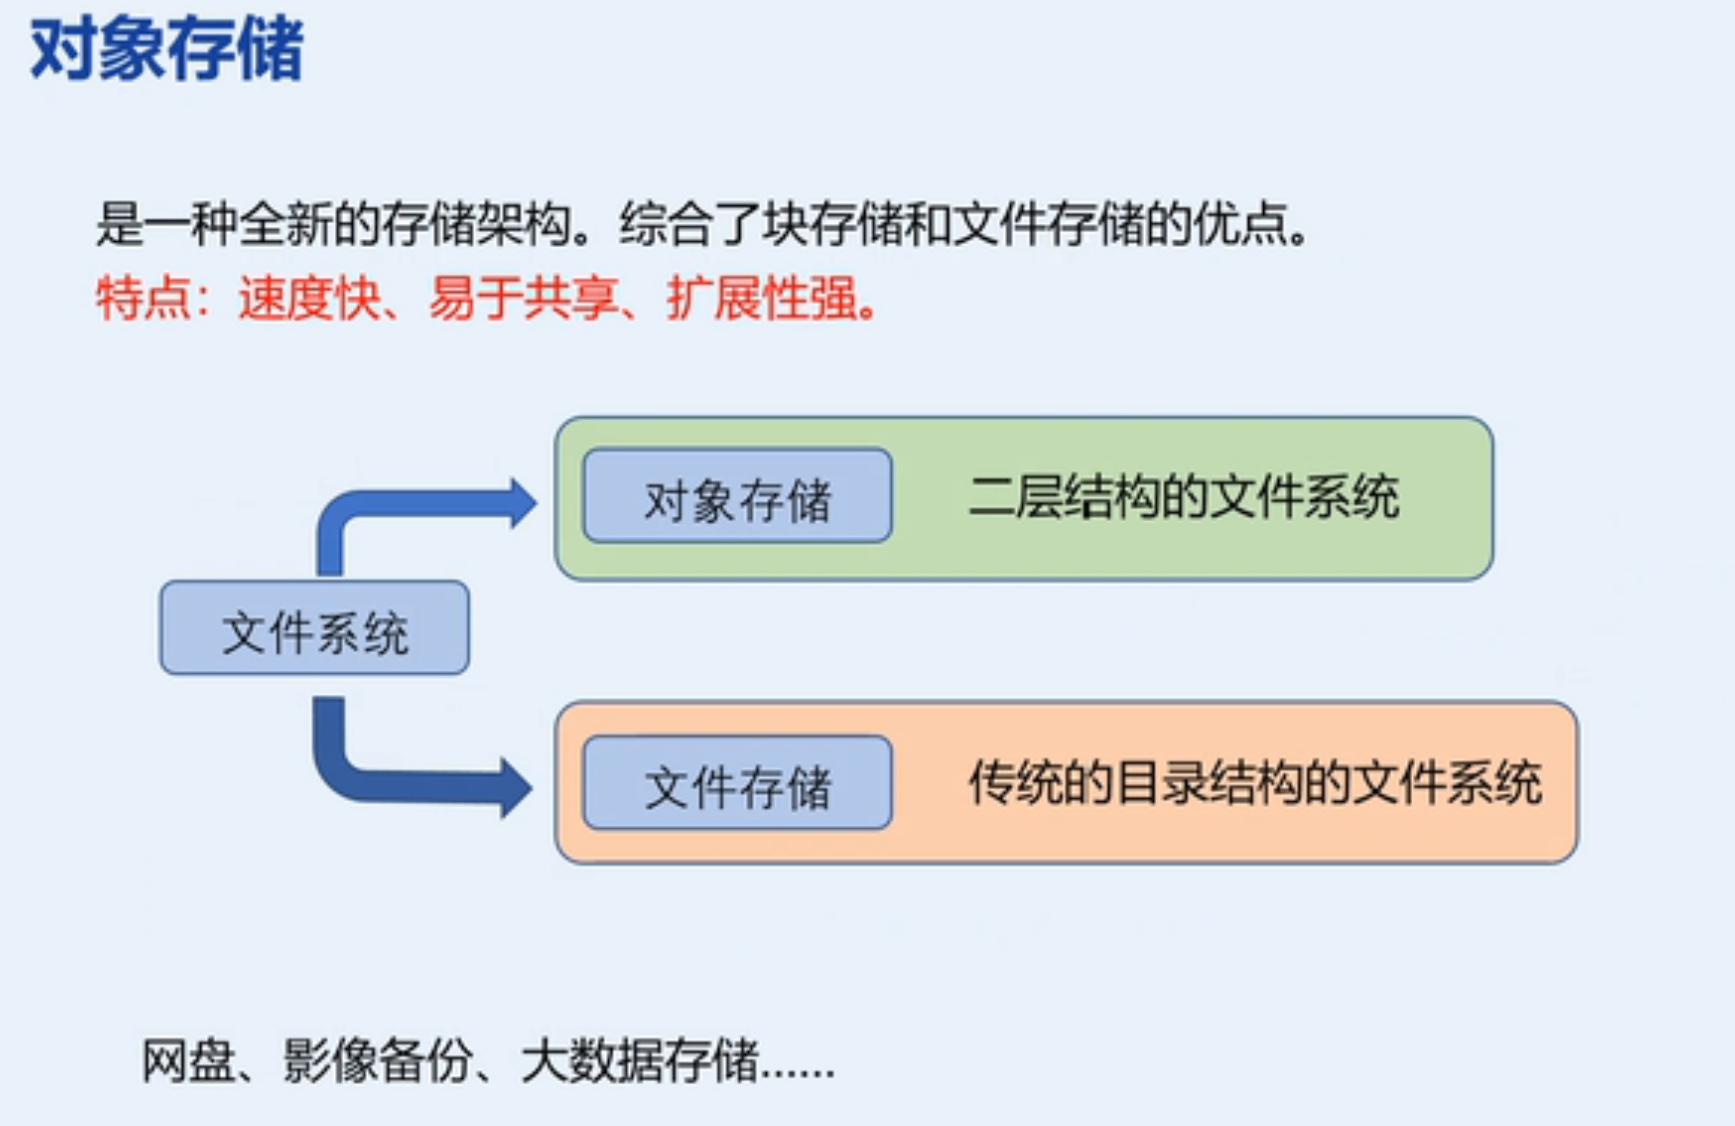 对象存储
是一种全新的存储架构。综合了块存储和文件存储的优点。
特点：速度快、易于共享、扩展性强。
对象存储
二层结构的文件系统
文件系统
文件存储
传统的目录结构的文件系统
网盘、影像备份、大数据存储……